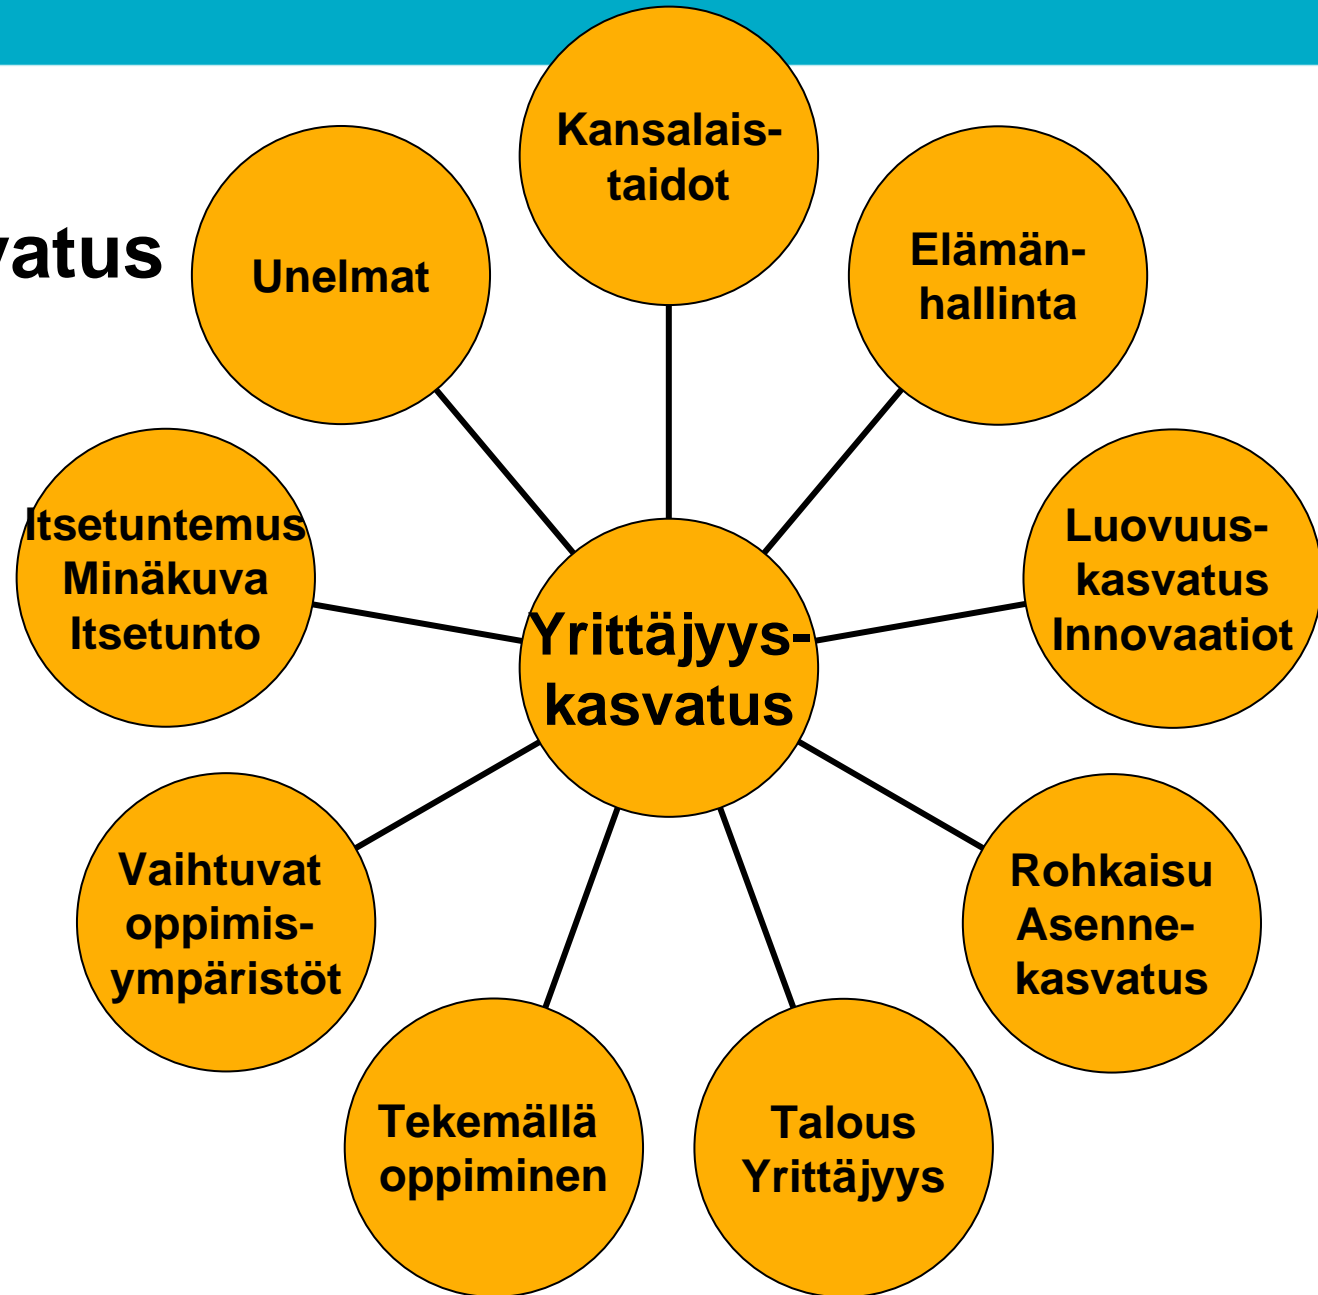 Kansalais-
taidot
vatus
Unelmat
Elämän-
hallinta
Itsetuntemus
Minäkuva
Itsetunto
Luovuus-
kasvatus
Innovaatiot
Yrittäjyys-
kasvatus
Vaihtuvat
oppimis-
ympäristöt
Rohkaisu
Asenne-
kasvatus
Tekemällä
oppiminen
Talous
Yrittäjyys